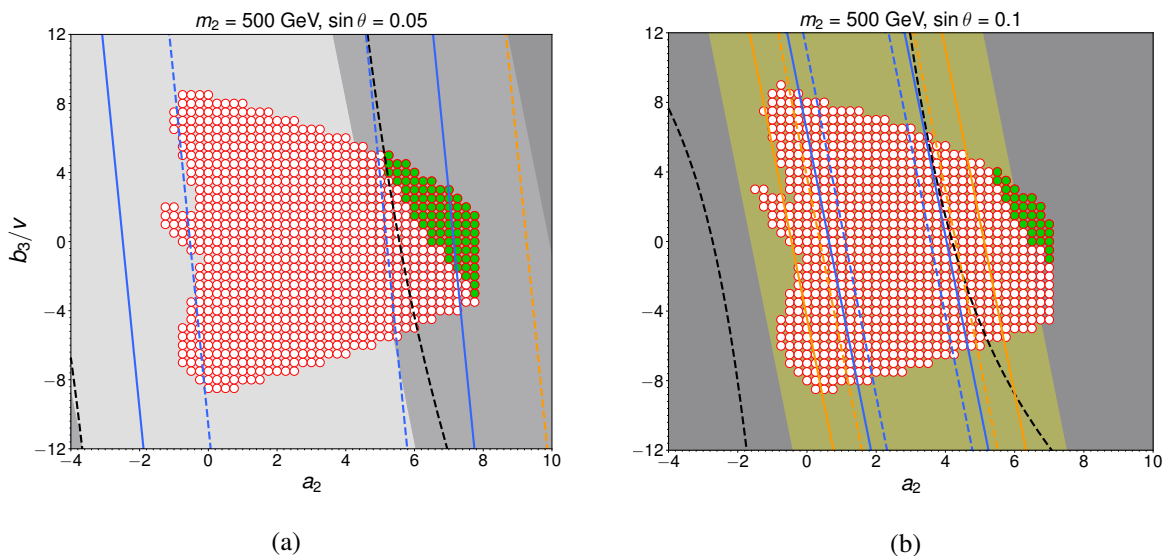 m₂ = 500 GeV, sin θ = 0.05
12
8
4
0
−4
−8
−12
b₃/v
−4 −2 0 2 4 6 8 10
a₂
(a)
m₂ = 500 GeV, sin θ = 0.1
12
8
4
0
−4
−8
−12
−4 −2 0 2 4 6 8 10
a₂
(b)